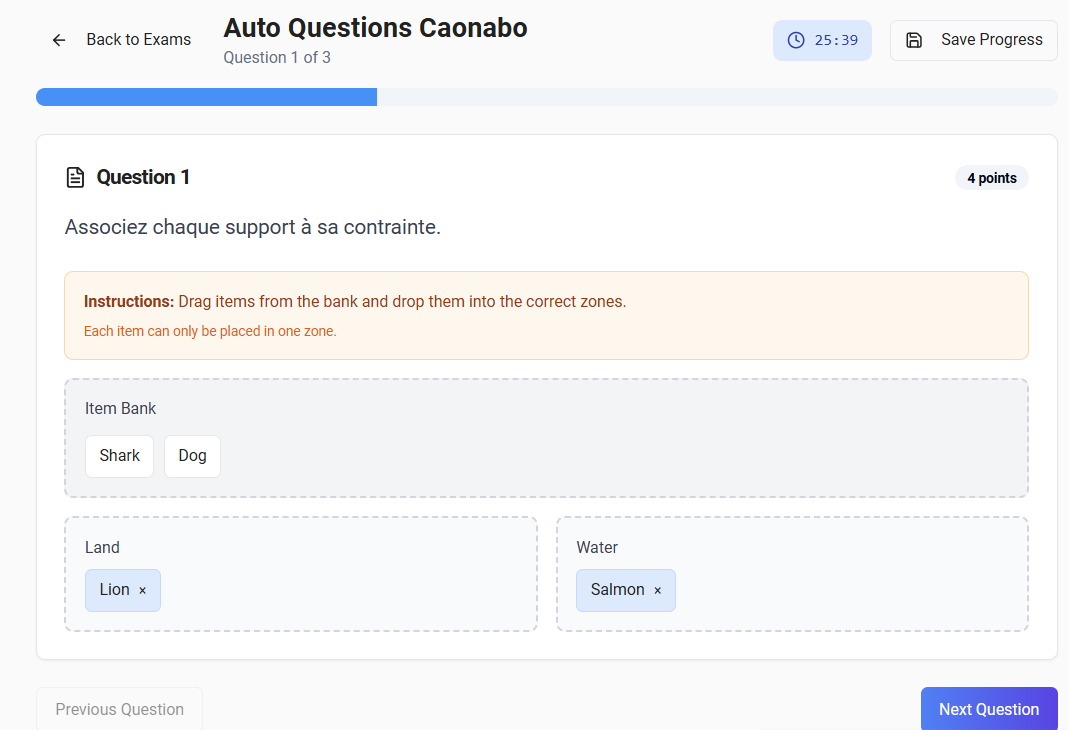 Back to Exams
Auto Questions Caonabo
Question 1 of 3
25:39
Save Progress
Question 1
4 points
Associez chaque support à sa contrainte.
Instructions: Drag items from the bank and drop them into the correct zones.
Each item can only be placed in one zone.
Item Bank
Shark Dog
Land
Lion ×
Water
Salmon ×
Previous Question
Next Question